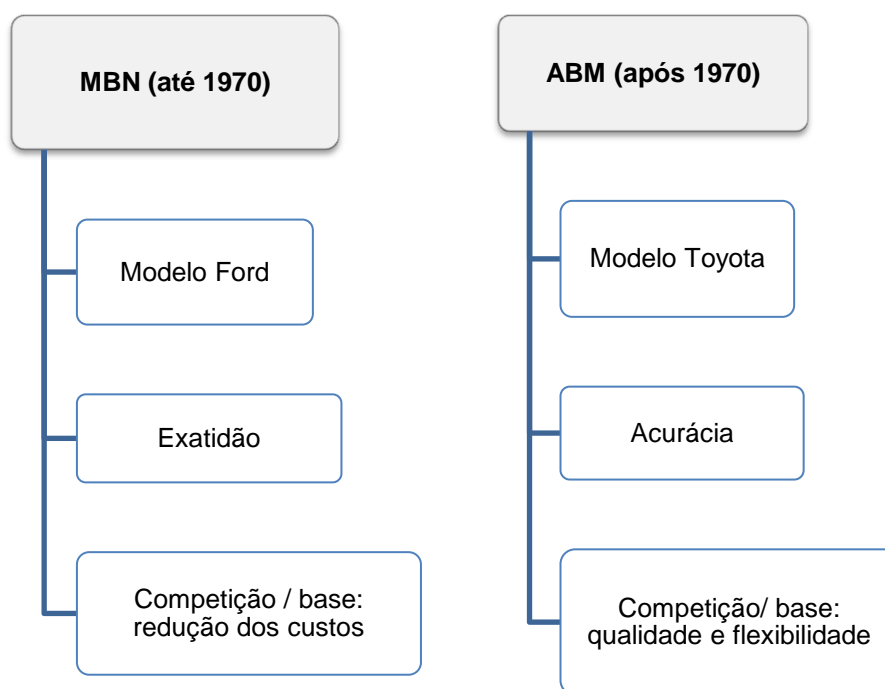 MBN (até 1970)
Modelo Ford
Exatidão
Competição / base:
redução dos custos
ABM (após 1970)
Modelo Toyota
Acurácia
Competição/ base:
qualidade e flexibilidade